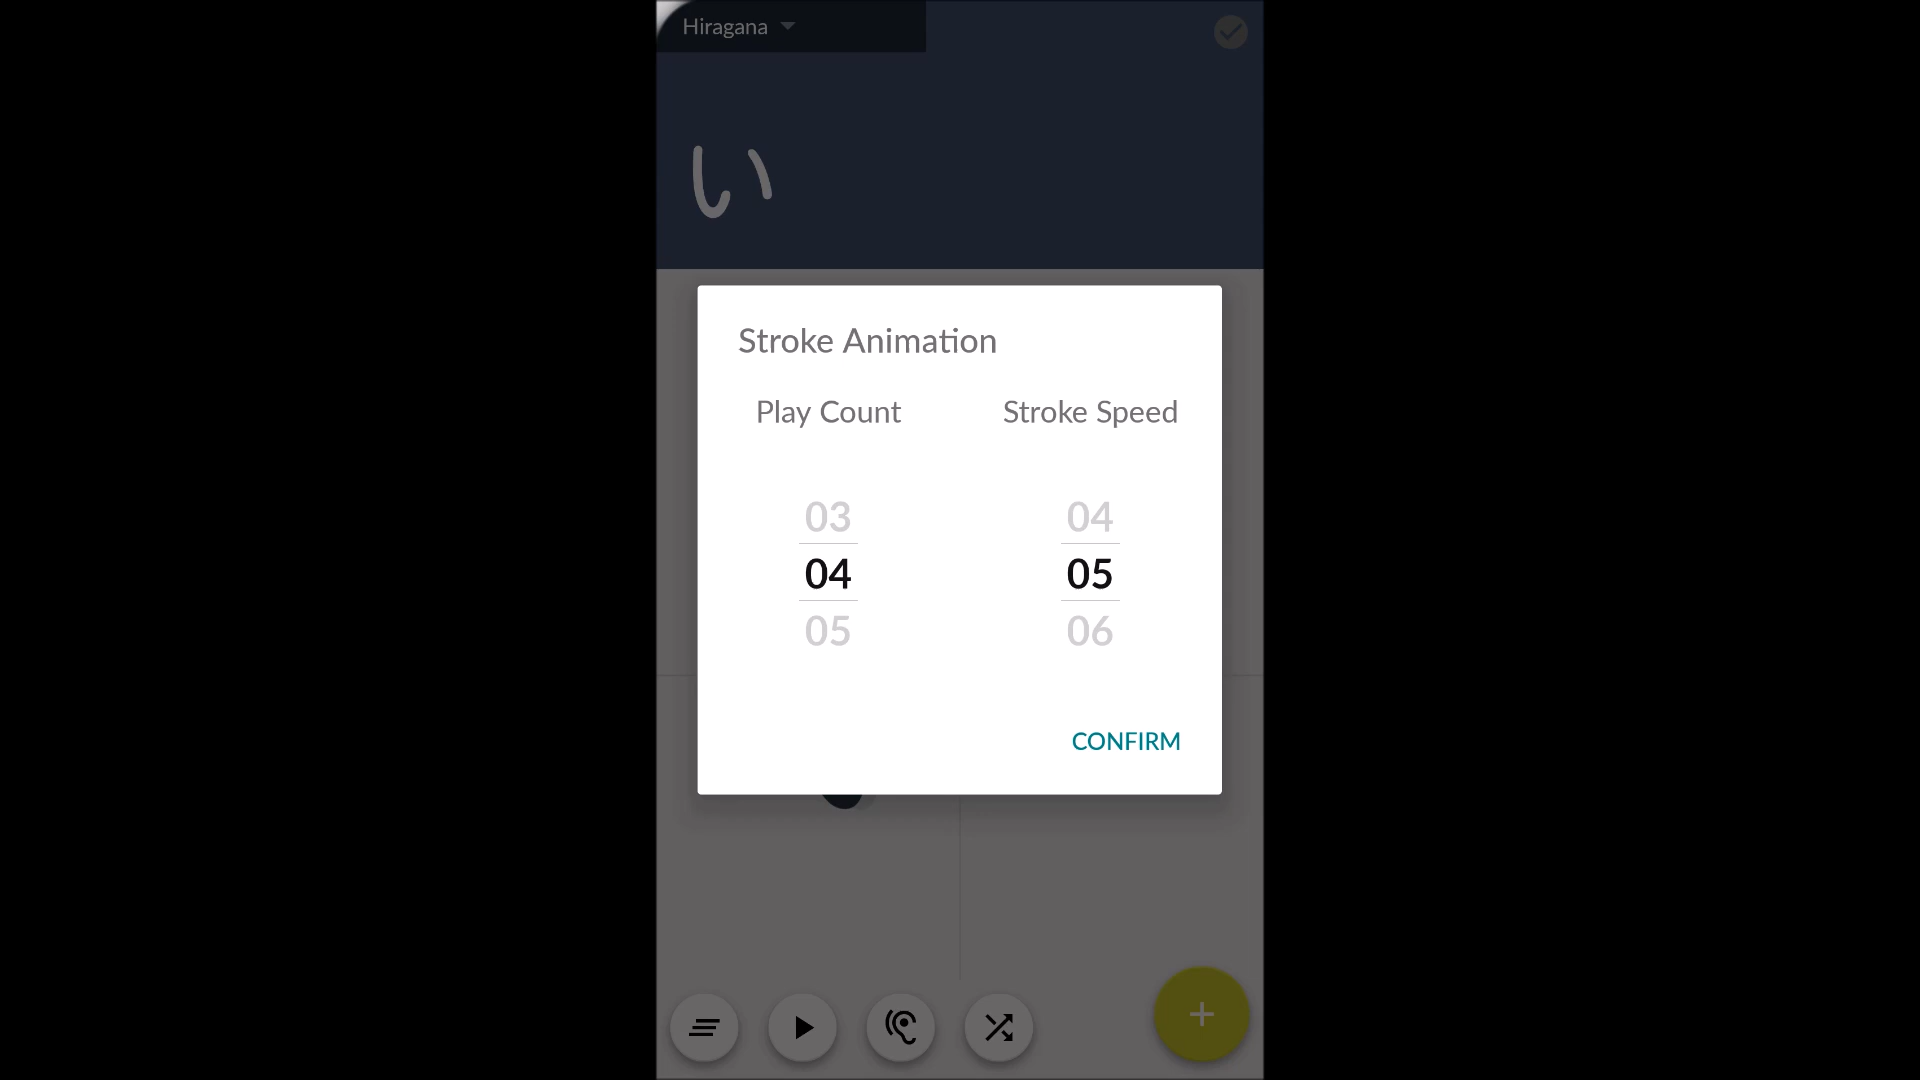 Hiragana
い
Stroke Animation
Play Count Stroke Speed
03 04
04 05
05 06
CONFIRM